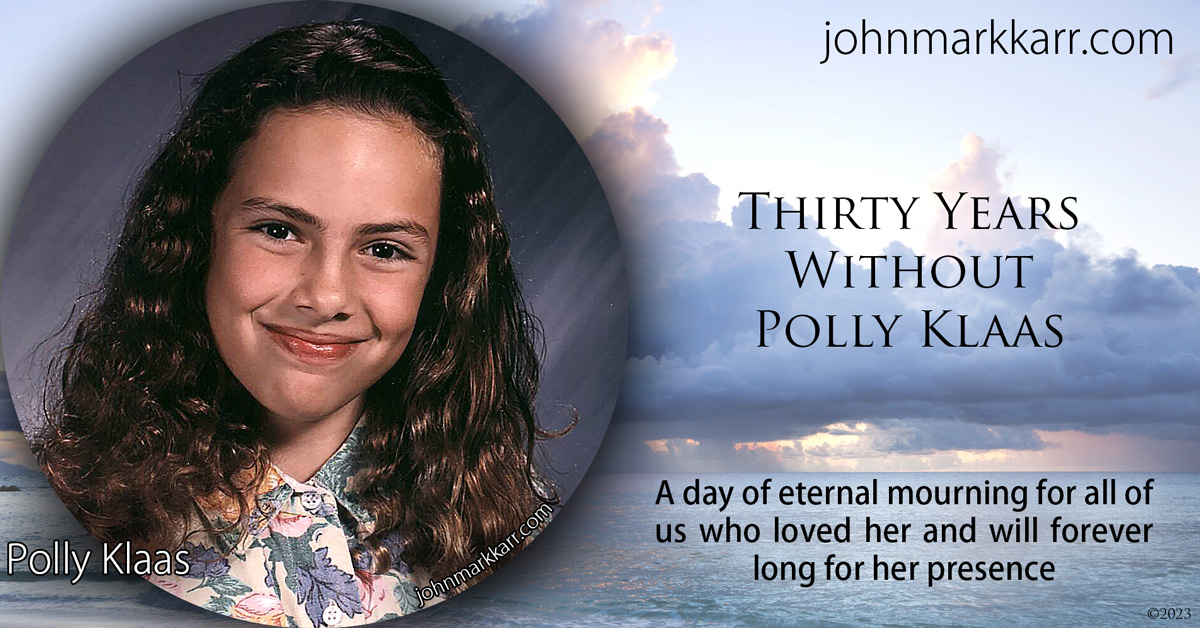 johnmarkkarr.com
Thirty Years
Without
Polly Klaas
A day of eternal mourning for all of
us who loved her and will forever
long for her presence
Polly Klaas
johnmarkkarr.com
©2023